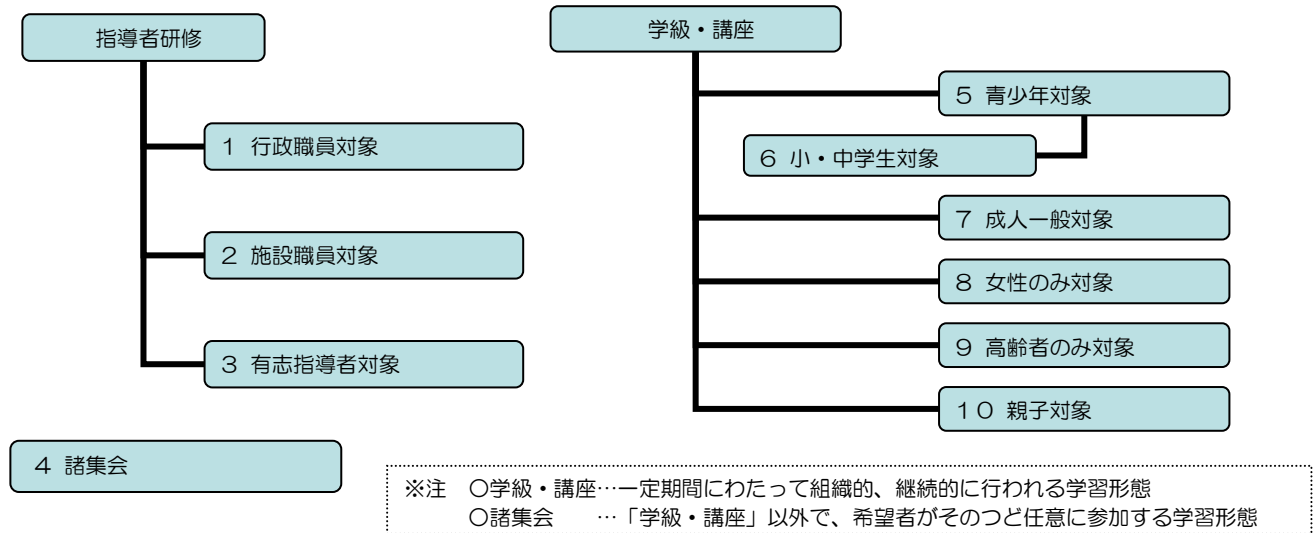 指導者研修
1 行政職員対象
2 施設職員対象
3 有志指導者対象
4 諸集会
学級・講座
5 青少年対象
6 小・中学生対象
7 成人一般対象
8 女性のみ対象
9 高齢者のみ対象
10 親子対象
※注 ○学級・講座…一定期間にわたって組織的、継続的に行われる学習形態
○諸集会 …「学級・講座」以外で、希望者がそのつど任意に参加する学習形態